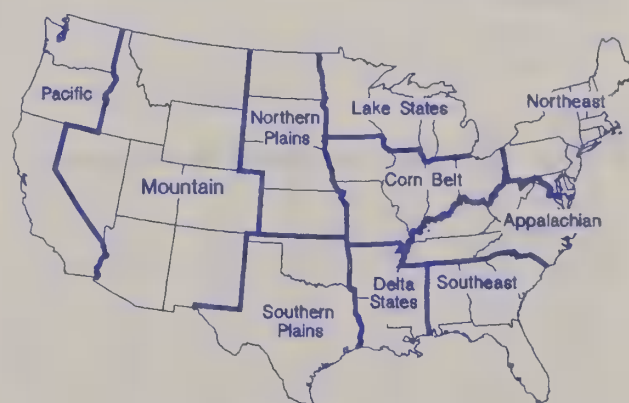 Pacific
Mountain
Northern
Plains
Lake States
Corn Belt
Northeast
Appalachian
Southeast
Delta
States
Southern
Plains